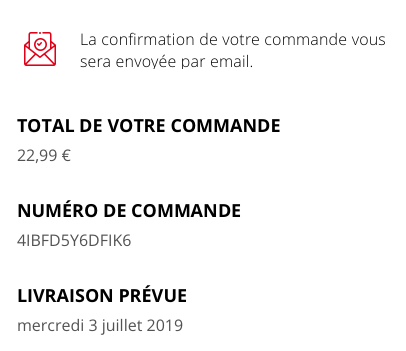 La confirmation de votre commande vous
sera envoyée par email.
TOTAL DE VOTRE COMMANDE
22,99 €
NUMÉRO DE COMMANDE
4IBFD5Y6DFIK6
LIVRAISON PRÉVUE
mercredi 3 juillet 2019